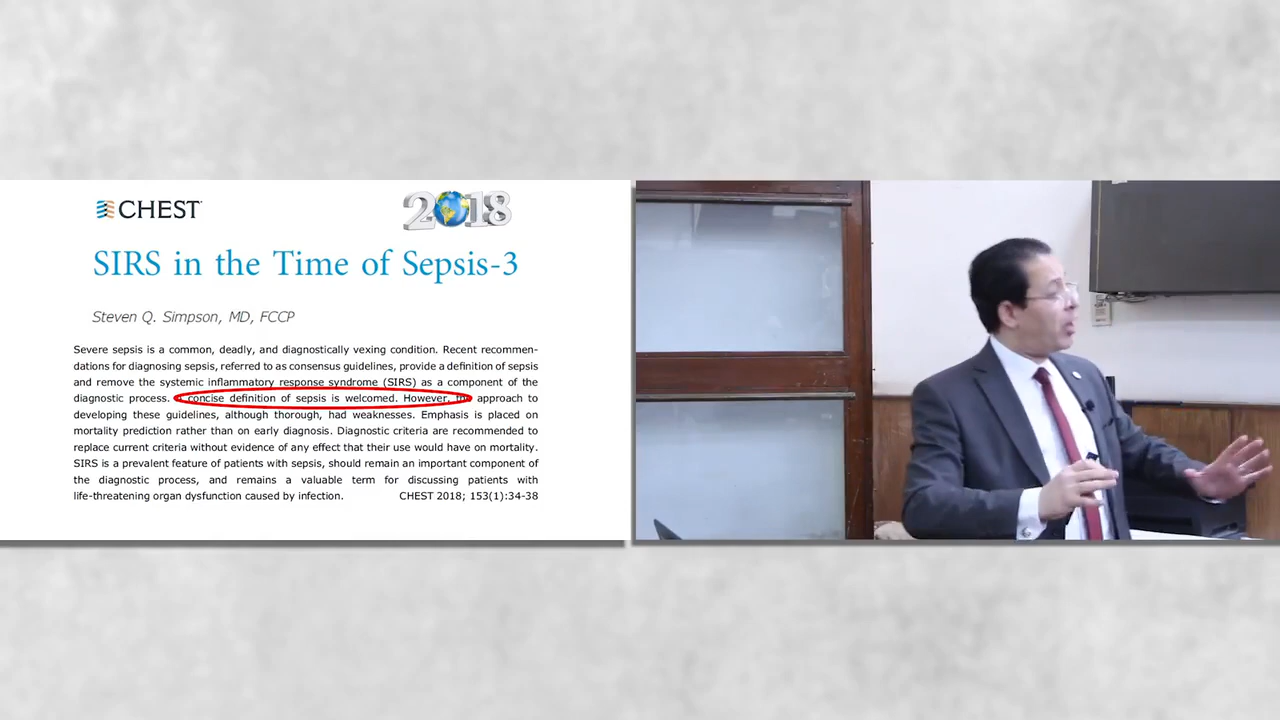 CHEST
2018
SIRS in the Time of Sepsis-3
Steven Q. Simpson, MD, FCCP
Severe sepsis is a common, deadly, and diagnostically vexing condition. Recent recommen-
dations for diagnosing sepsis, referred to as consensus guidelines, provide a definition of sepsis
and remove the systemic inflammatory response syndrome (SIRS) as a component of the
diagnostic process. A concise definition of sepsis is welcomed. However, the approach to
developing these guidelines, although thorough, had weaknesses. Emphasis is placed on
mortality prediction rather than on early diagnosis. Diagnostic criteria are recommended to
replace current criteria without evidence of any effect that their use would have on mortality.
SIRS is a prevalent feature of patients with sepsis, should remain an important component of
the diagnostic process, and remains a valuable term for discussing patients with
life-threatening organ dysfunction caused by infection. CHEST 2018; 153(1):34-38